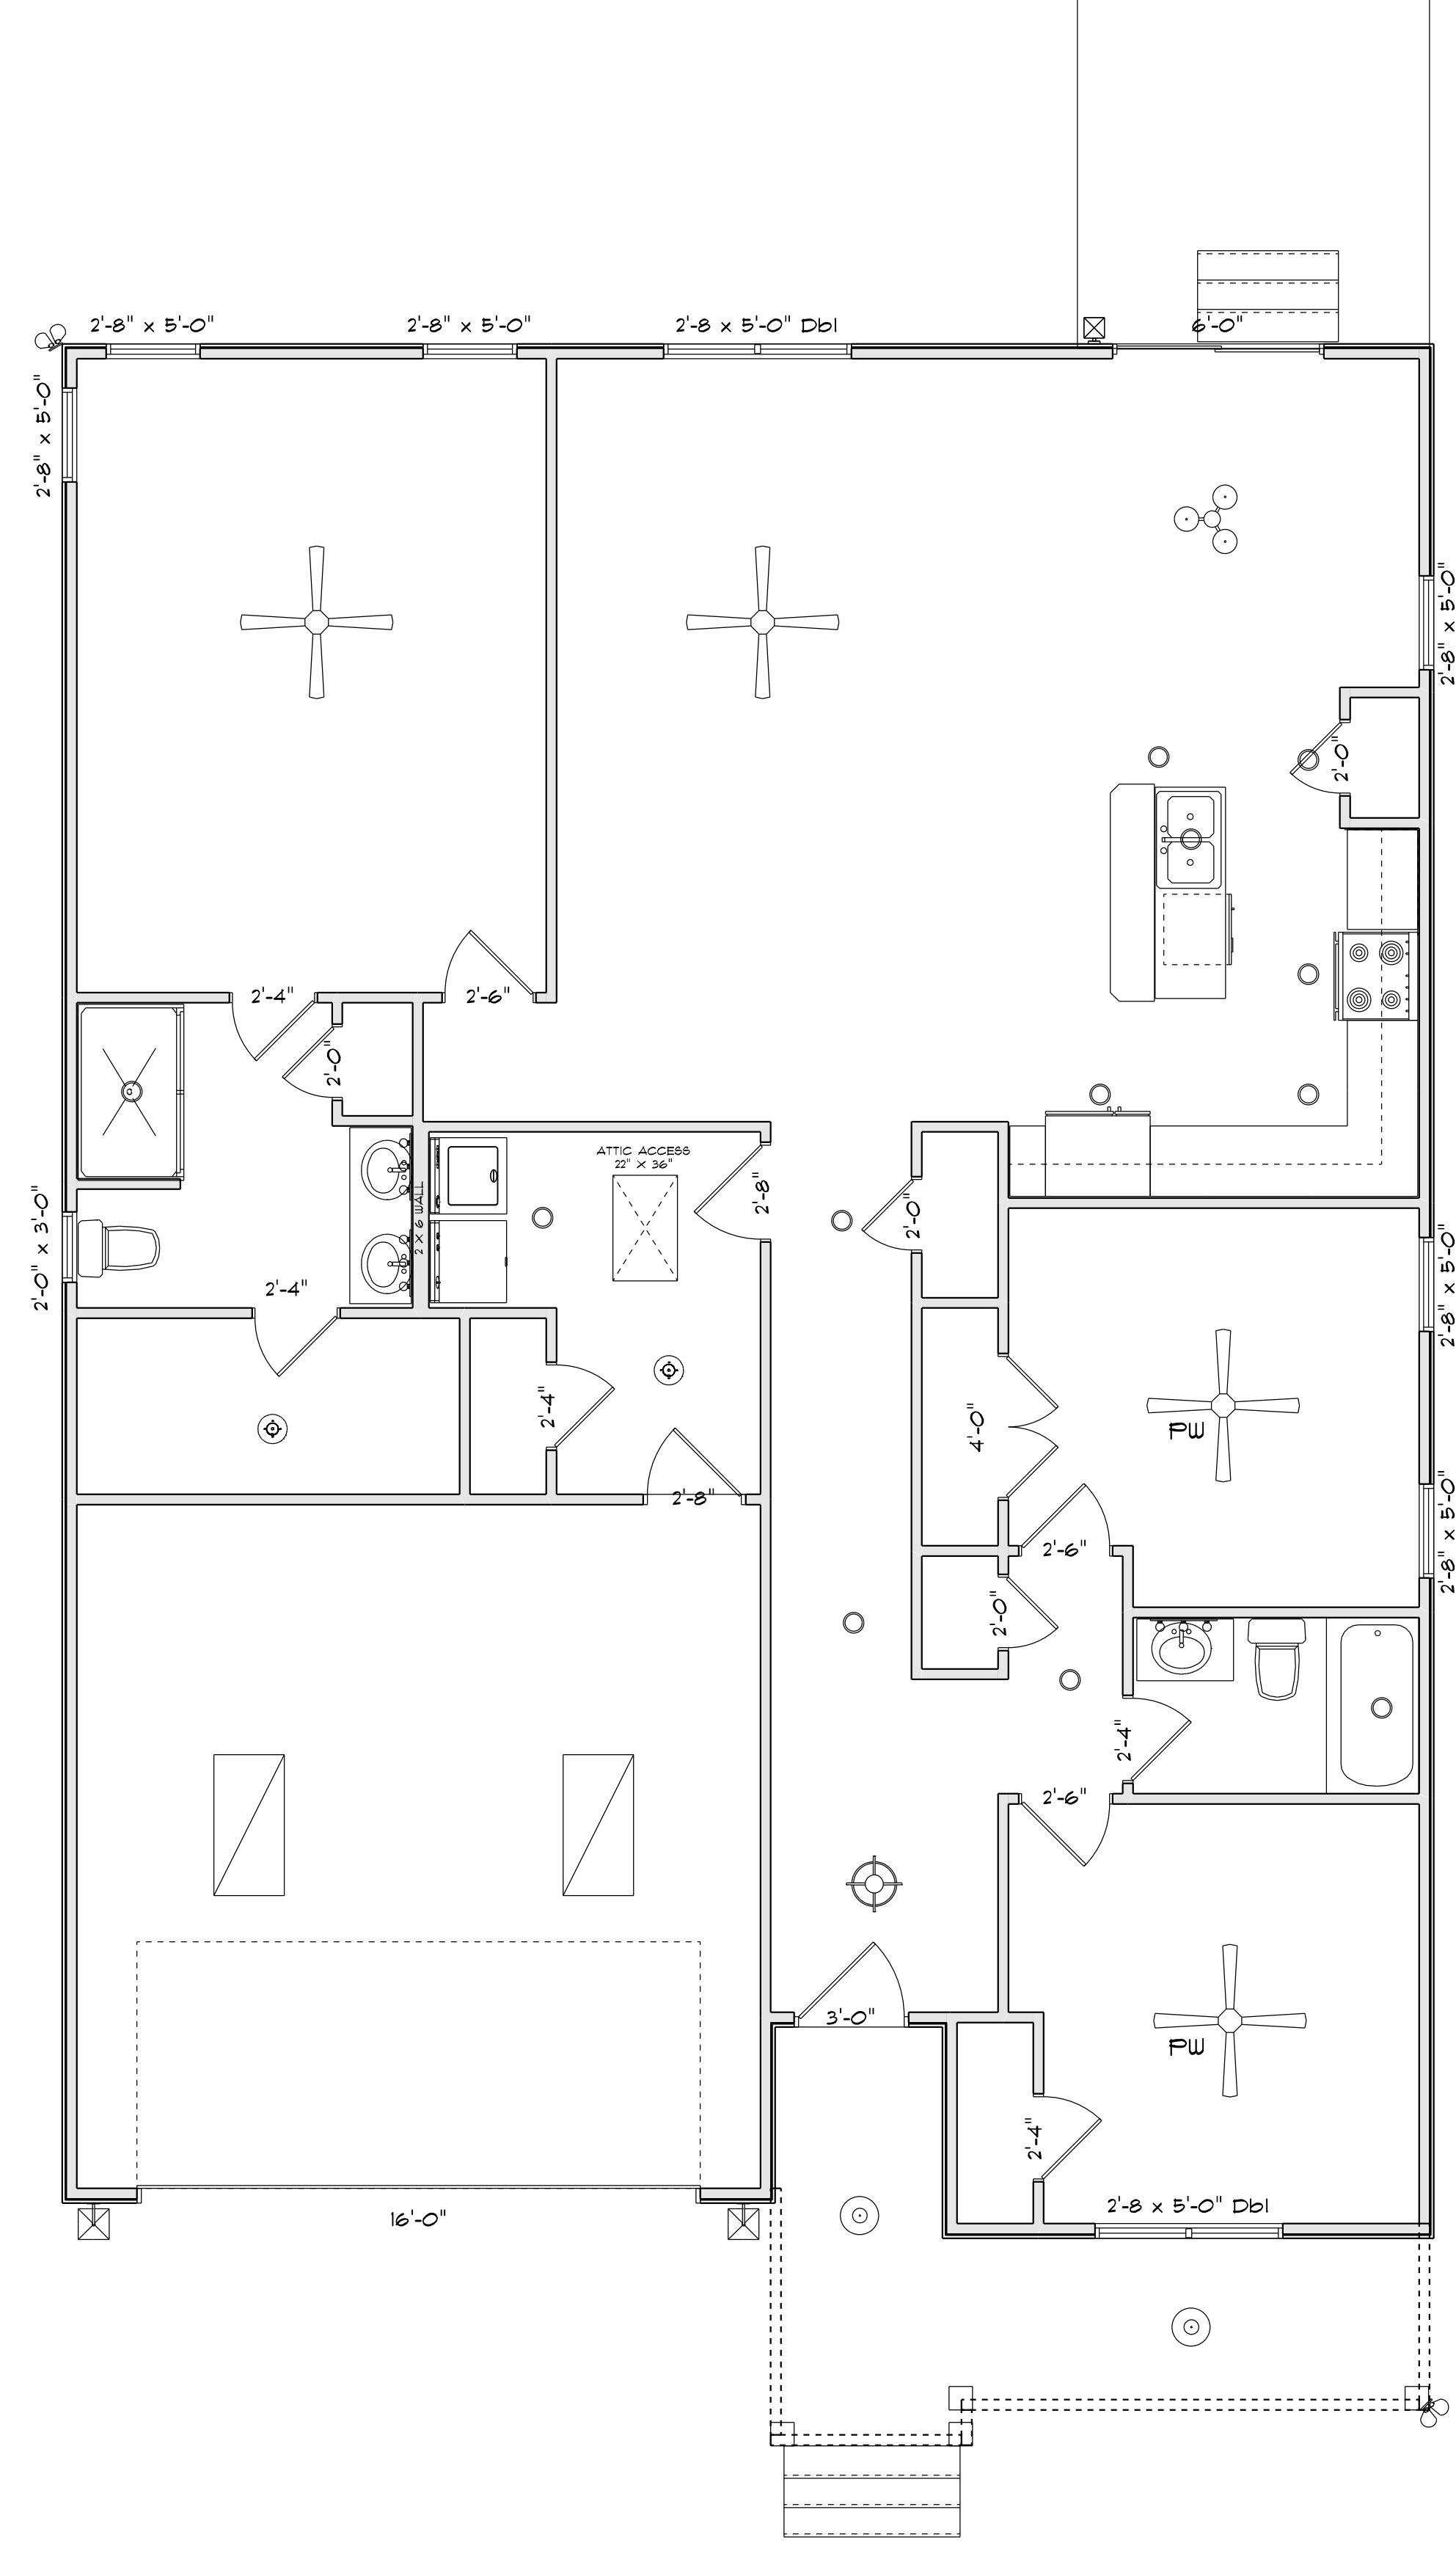 2'-8" x 5'-0"
2'-8" x 5'-0"
2'-8 x 5'-0" Dbl
6'-0"
2'-8" x 5'-0"
2'-8" x 5'-0"
2'-0"
2'-4"
2'-6"
2'-0"
ATTIC ACCESS
22" X 36"
2'-8"
2'-0"
2 X 6 WALL
2'-0" x 3'-0"
2'-4"
2'-8" x 5'-0"
2'-4"
4'-0"
PW
2'-8"
2'-8" x 5'-0"
2'-6"
2'-0"
2'-4"
2'-6"
3'-0"
PW
2'-4"
2'-8 x 5'-0" Dbl
16'-0"